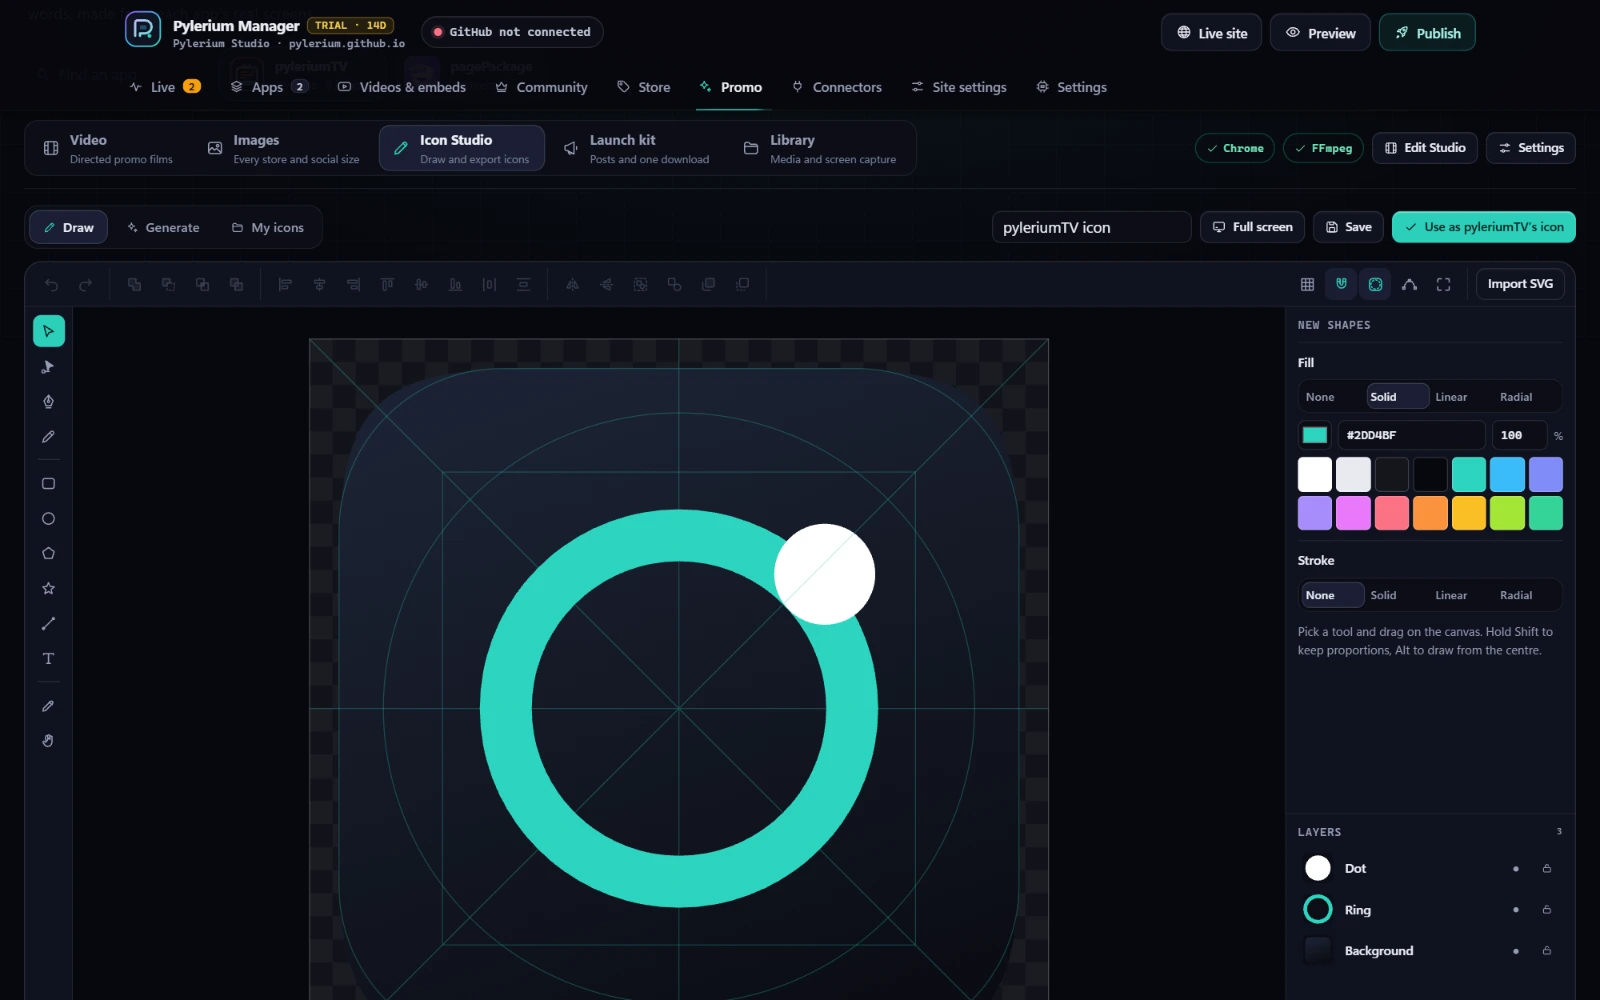 Pylerium Manager TRIAL · 14D
Pylerium Studio · pylerium.github.io
GitHub not connected
Live site
Preview
Publish
Find an app
pyleriumTV
pagePackage
Live 2
Apps 2
Videos & embeds
Community
Store
Promo
Connectors
Site settings
Settings
Video
Directed promo films
Images
Every store and social size
Icon Studio
Draw and export icons
Launch kit
Posts and one download
Library
Media and screen capture
Chrome
FFmpeg
Edit Studio
Settings
Draw
Generate
My icons
pyleriumTV icon
Full screen
Save
Use as pyleriumTV's icon
Import SVG
NEW SHAPES
Fill
None Solid Linear Radial
#2DD4BF 100 %
Stroke
None Solid Linear Radial
Pick a tool and drag on the canvas. Hold Shift to
keep proportions, Alt to draw from the centre.
LAYERS 3
Dot
Ring
Background